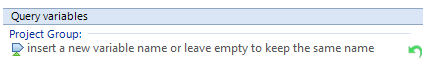 Query variables
Project Group:
insert a new variable name or leave empty to keep the same name